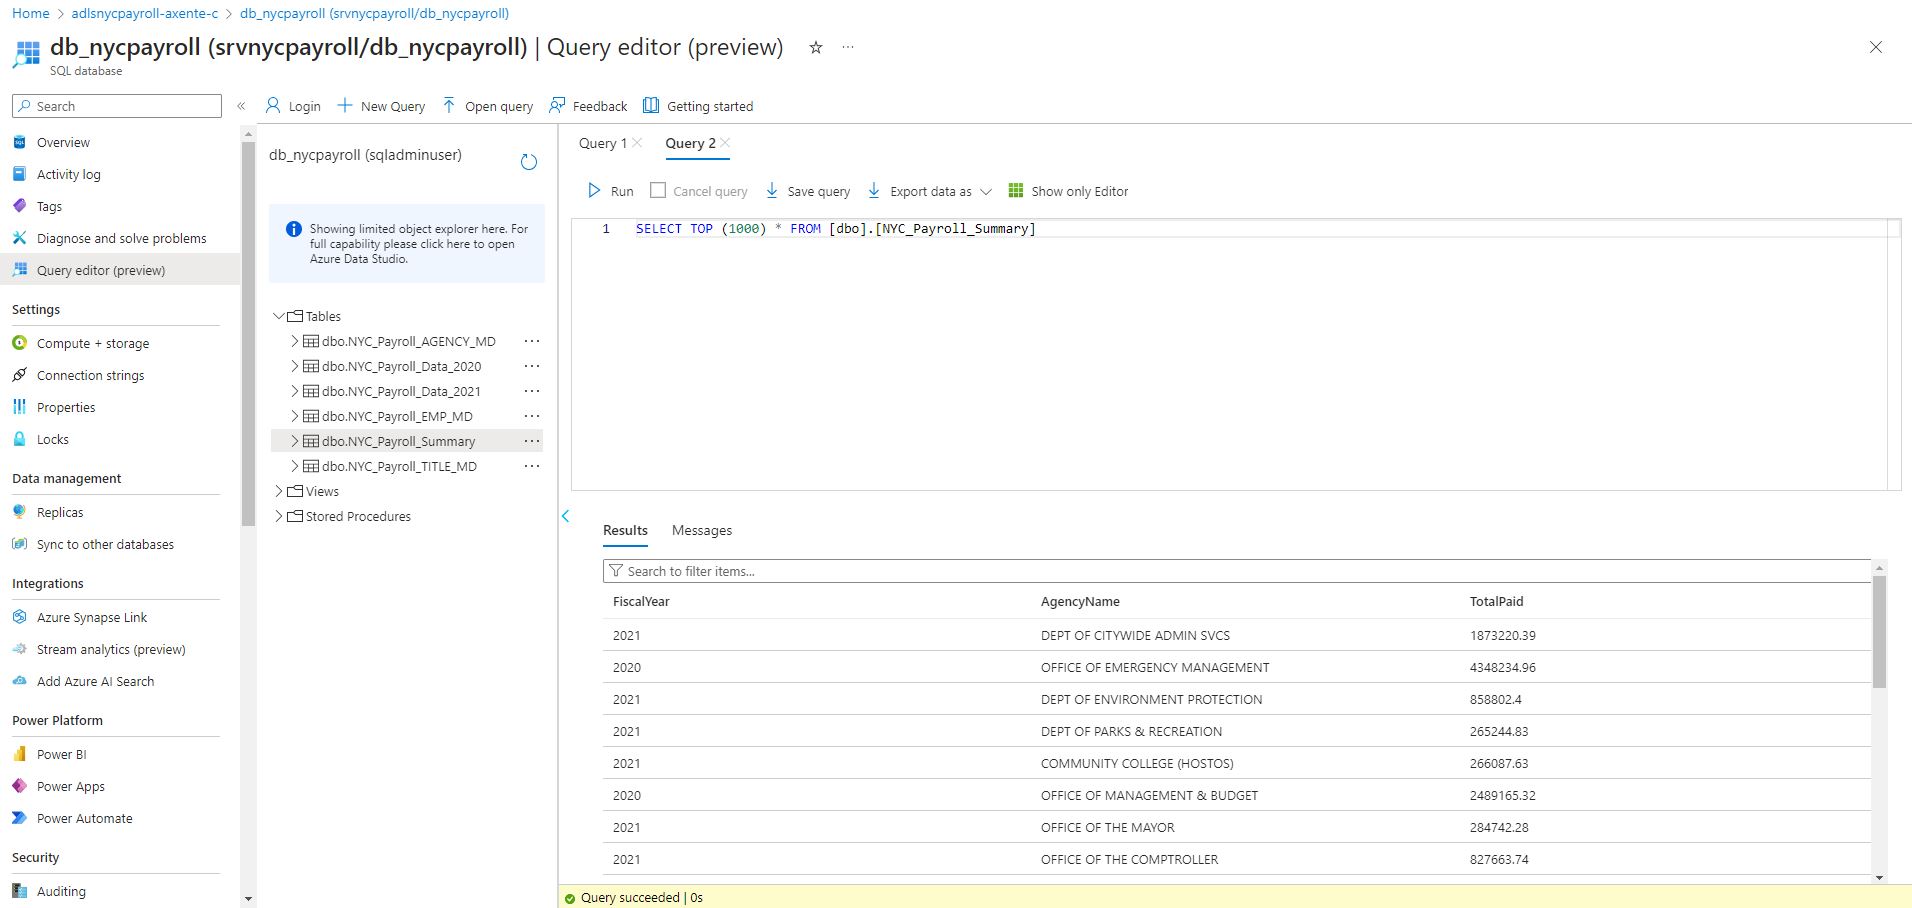 Home > adlsnycpayroll-axente-c > db_nycpayroll (srvnycpayroll/db_nycpayroll)
db_nycpayroll (srvnycpayroll/db_nycpayroll) | Query editor (preview)
SQL database
Search
Overview
Activity log
Tags
Diagnose and solve problems
Query editor (preview)
Settings
Compute + storage
Connection strings
Properties
Locks
Data management
Replicas
Sync to other databases
Integrations
Azure Synapse Link
Stream analytics (preview)
Add Azure AI Search
Power Platform
Power BI
Power Apps
Power Automate
Security
Auditing
Login New Query Open query Feedback Getting started
db_nycpayroll (sqladminuser)
Showing limited object explorer here. For
full capability please click here to open
Azure Data Studio.
Tables
dbo.NYC_Payroll_AGENCY_MD
dbo.NYC_Payroll_Data_2020
dbo.NYC_Payroll_Data_2021
dbo.NYC_Payroll_EMP_MD
dbo.NYC_Payroll_Summary
dbo.NYC_Payroll_TITLE_MD
Views
Stored Procedures
Query 1 Query 2
Run Cancel query Save query Export data as Show only Editor
1 SELECT TOP (1000) * FROM [dbo].[NYC_Payroll_Summary]
Results Messages
Search to filter items...
FiscalYear AgencyName TotalPaid
2021 DEPT OF CITYWIDE ADMIN SVCS 1873220.39
2020 OFFICE OF EMERGENCY MANAGEMENT 4348234.96
2021 DEPT OF ENVIRONMENT PROTECTION 858802.4
2021 DEPT OF PARKS & RECREATION 265244.83
2021 COMMUNITY COLLEGE (HOSTOS) 266087.63
2020 OFFICE OF MANAGEMENT & BUDGET 2489165.32
2021 OFFICE OF THE MAYOR 284742.28
2021 OFFICE OF THE COMPTROLLER 827663.74
Query succeeded | 0s